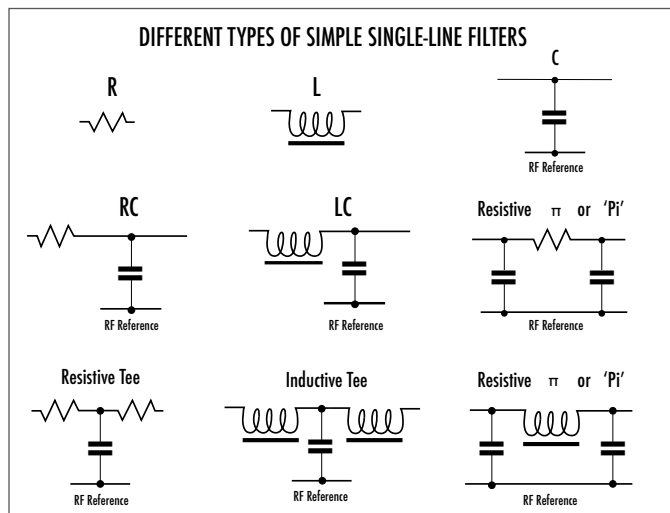 DIFFERENT TYPES OF SIMPLE SINGLE-LINE FILTERS
R
L
C
RF Reference
RC
LC
Resistive π or 'Pi'
RF Reference
RF Reference
RF Reference
Resistive Tee
Inductive Tee
Resistive π or 'Pi'
RF Reference
RF Reference
RF Reference